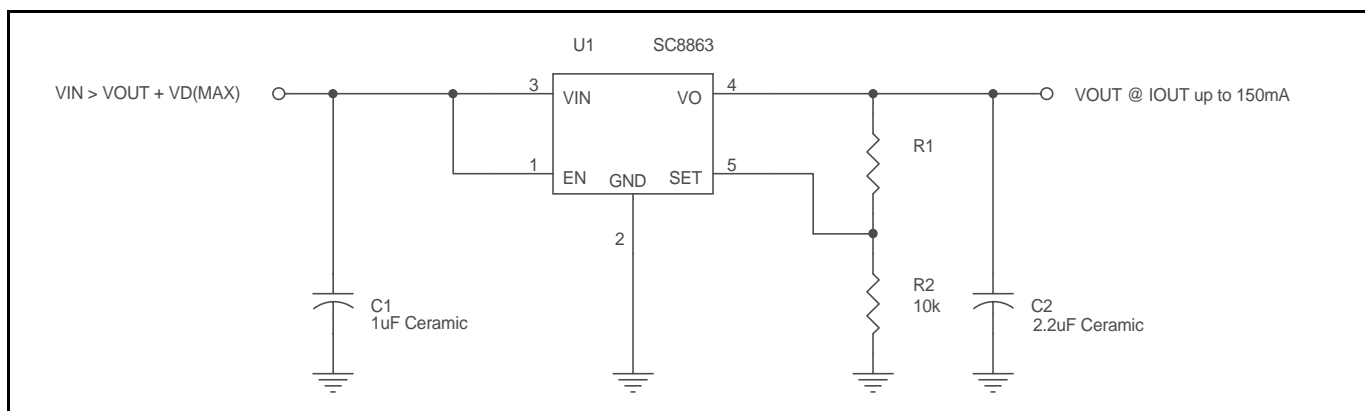 U1 SC8863
VIN > VOUT + VD(MAX)
3
VIN
VO
4
VOUT @ IOUT up to 150mA
R1
1
EN
GND
SET
5
2
C1
1uF Ceramic
R2
10k
C2
2.2uF Ceramic